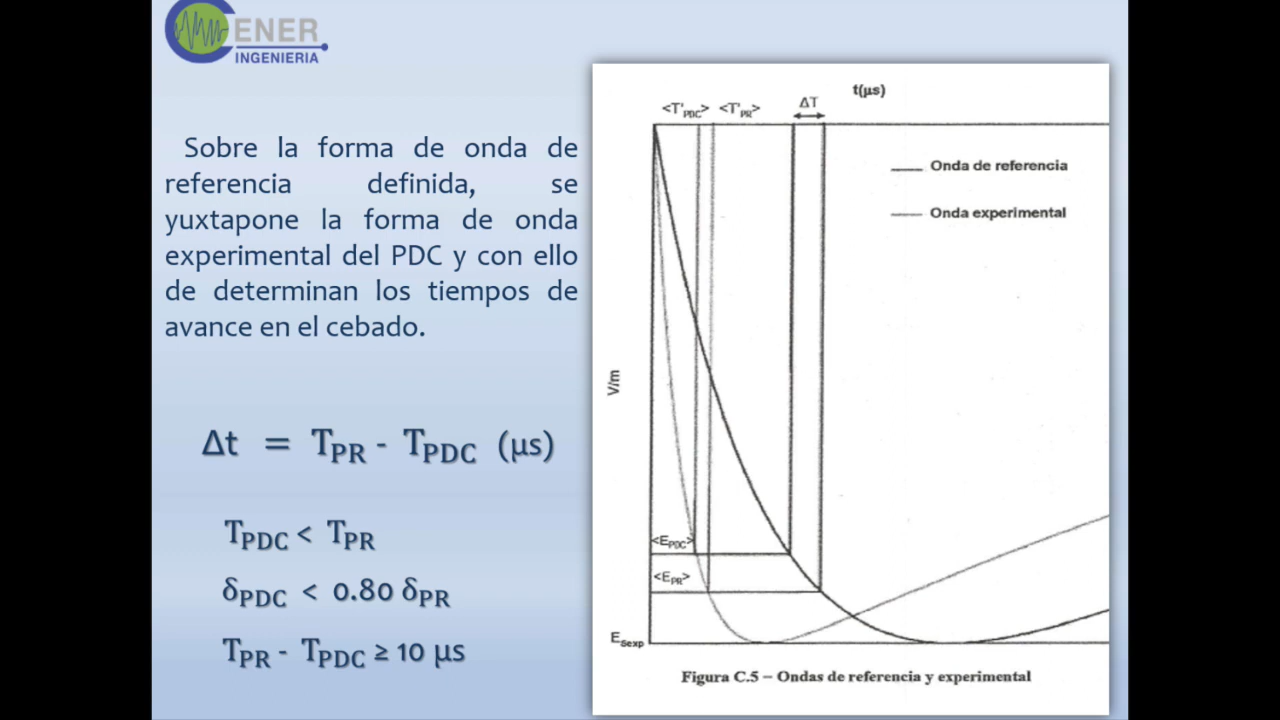 CENER
INGENIERIA
Sobre la forma de onda de
referencia definida, se
yuxtapone la forma de onda
experimental del PDC y con ello
de determinan los tiempos de
avance en el cebado.
Δt = TPR - TPDC (µs)
TPDC < TPR
δPDC < 0.80 δPR
TPR - TPDC ≥ 10 µs
t(µs)
<T'PDC> <T'PR> ΔT
Onda de referencia
Onda experimental
V/m
<EPDC>
<EPR>
ESexp
Figura C.5 – Ondas de referencia y experimental